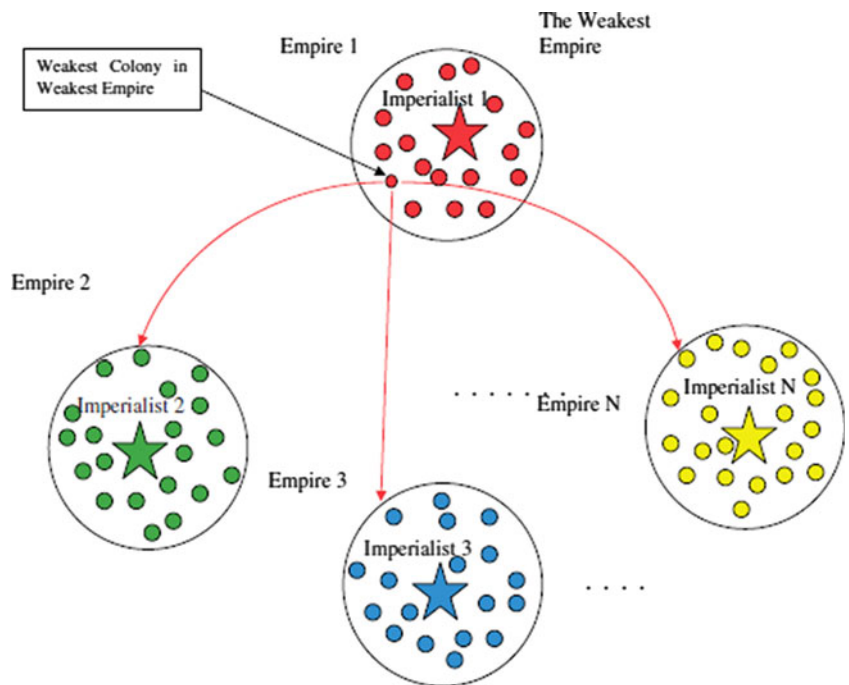 The Weakest
Empire
Empire 1
Weakest Colony in
Weakest Empire
Imperialist 1
Empire 2
Imperialist 2
Imperialist N
Empire N
Empire 3
Imperialist 3